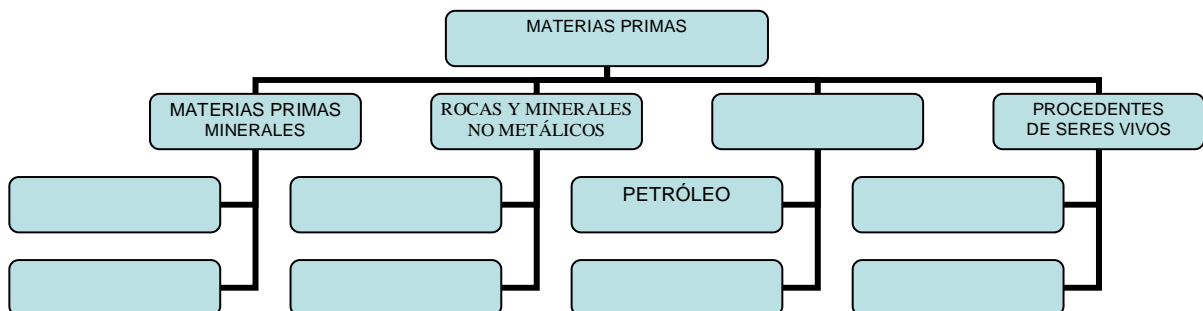 MATERIAS PRIMAS
MATERIAS PRIMAS
MINERALES
ROCAS Y MINERALES
NO METÁLICOS
PROCEDENTES
DE SERES VIVOS
PETRÓLEO